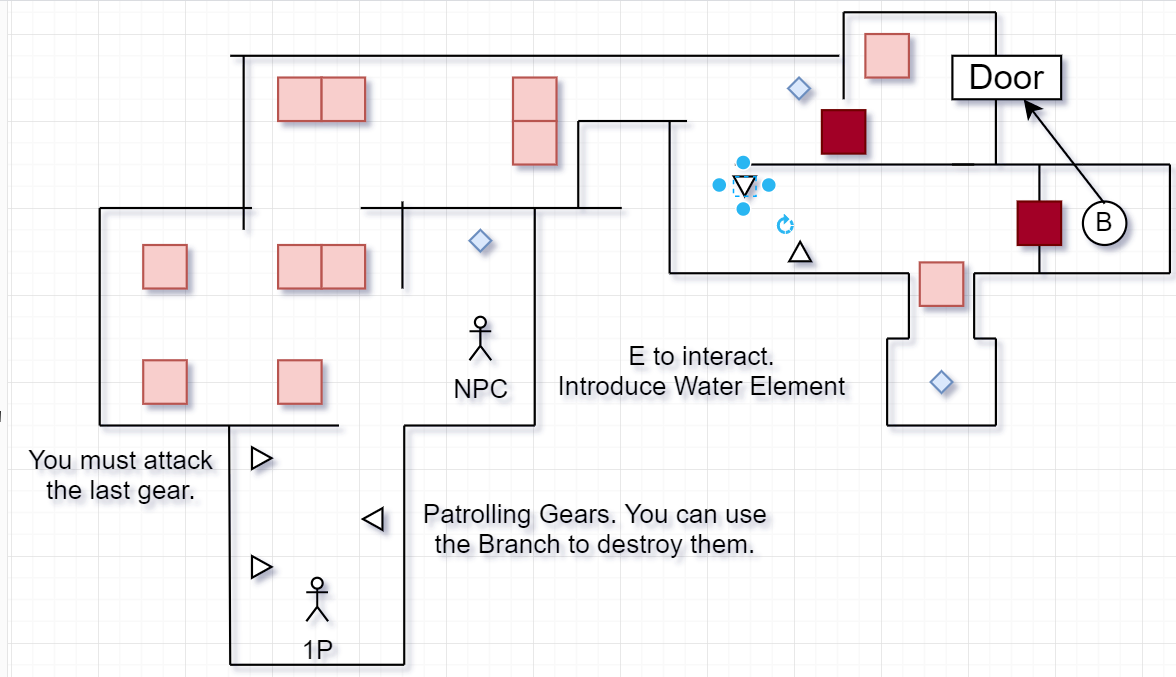 Door
B
NPC
E to interact.
Introduce Water Element
You must attack
the last gear.
Patrolling Gears. You can use
the Branch to destroy them.
1P